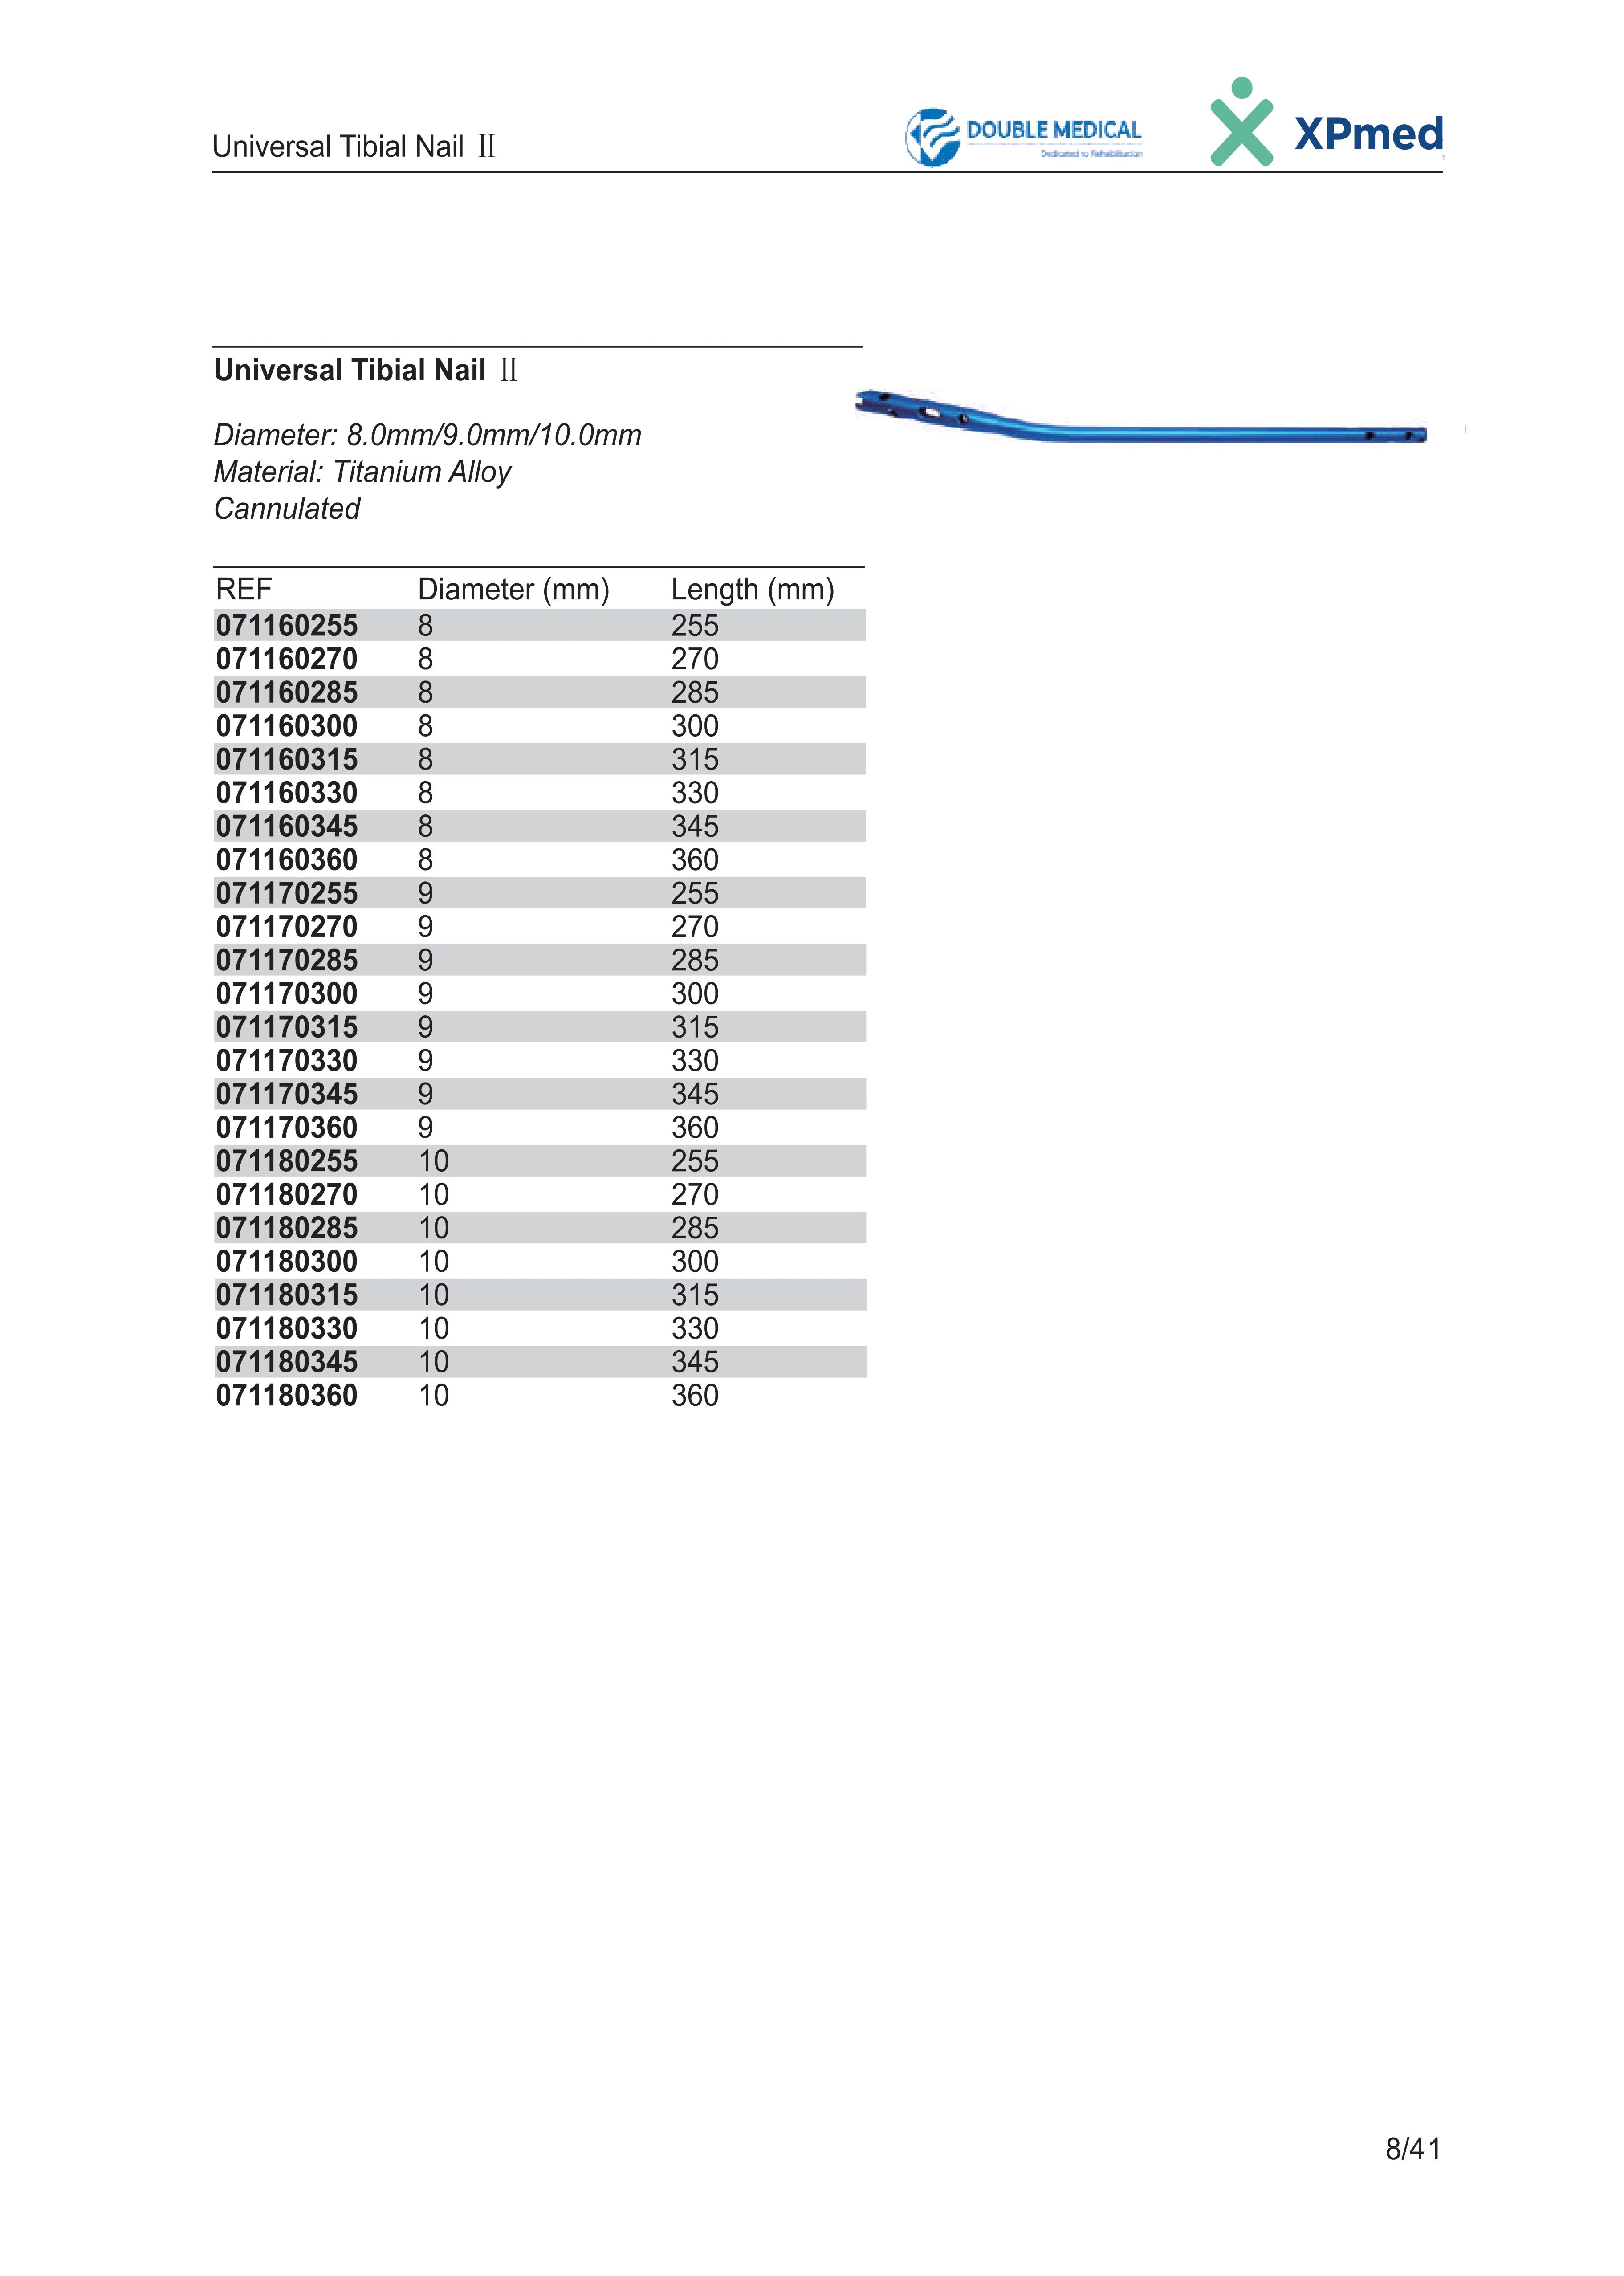 Universal Tibial Nail Ⅱ
DOUBLE MEDICAL
Dedicated to Rehabilitation
XPmed
Universal Tibial Nail Ⅱ
Diameter: 8.0mm/9.0mm/10.0mm
Material: Titanium Alloy
Cannulated
REF Diameter (mm) Length (mm)
071160255 8 255
071160270 8 270
071160285 8 285
071160300 8 300
071160315 8 315
071160330 8 330
071160345 8 345
071160360 8 360
071170255 9 255
071170270 9 270
071170285 9 285
071170300 9 300
071170315 9 315
071170330 9 330
071170345 9 345
071170360 9 360
071180255 10 255
071180270 10 270
071180285 10 285
071180300 10 300
071180315 10 315
071180330 10 330
071180345 10 345
071180360 10 360
8/41